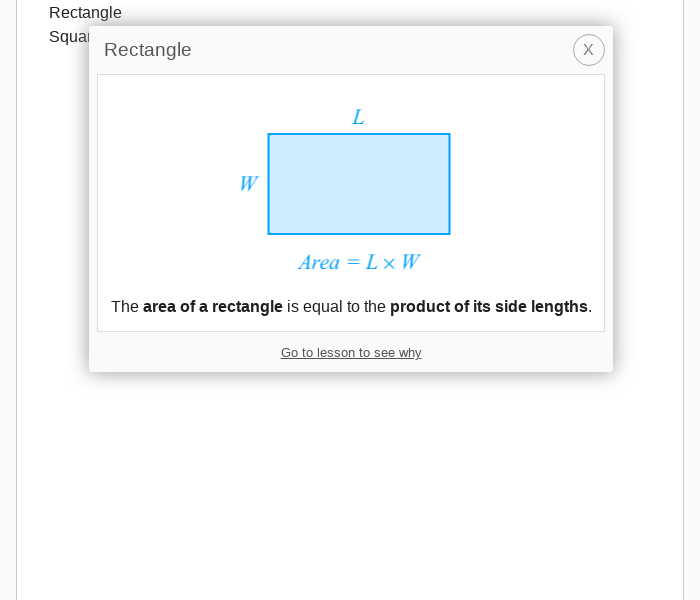 Rectangle
Squar
Rectangle
X
L
W
Area = L × W
The area of a rectangle is equal to the product of its side lengths.
Go to lesson to see why